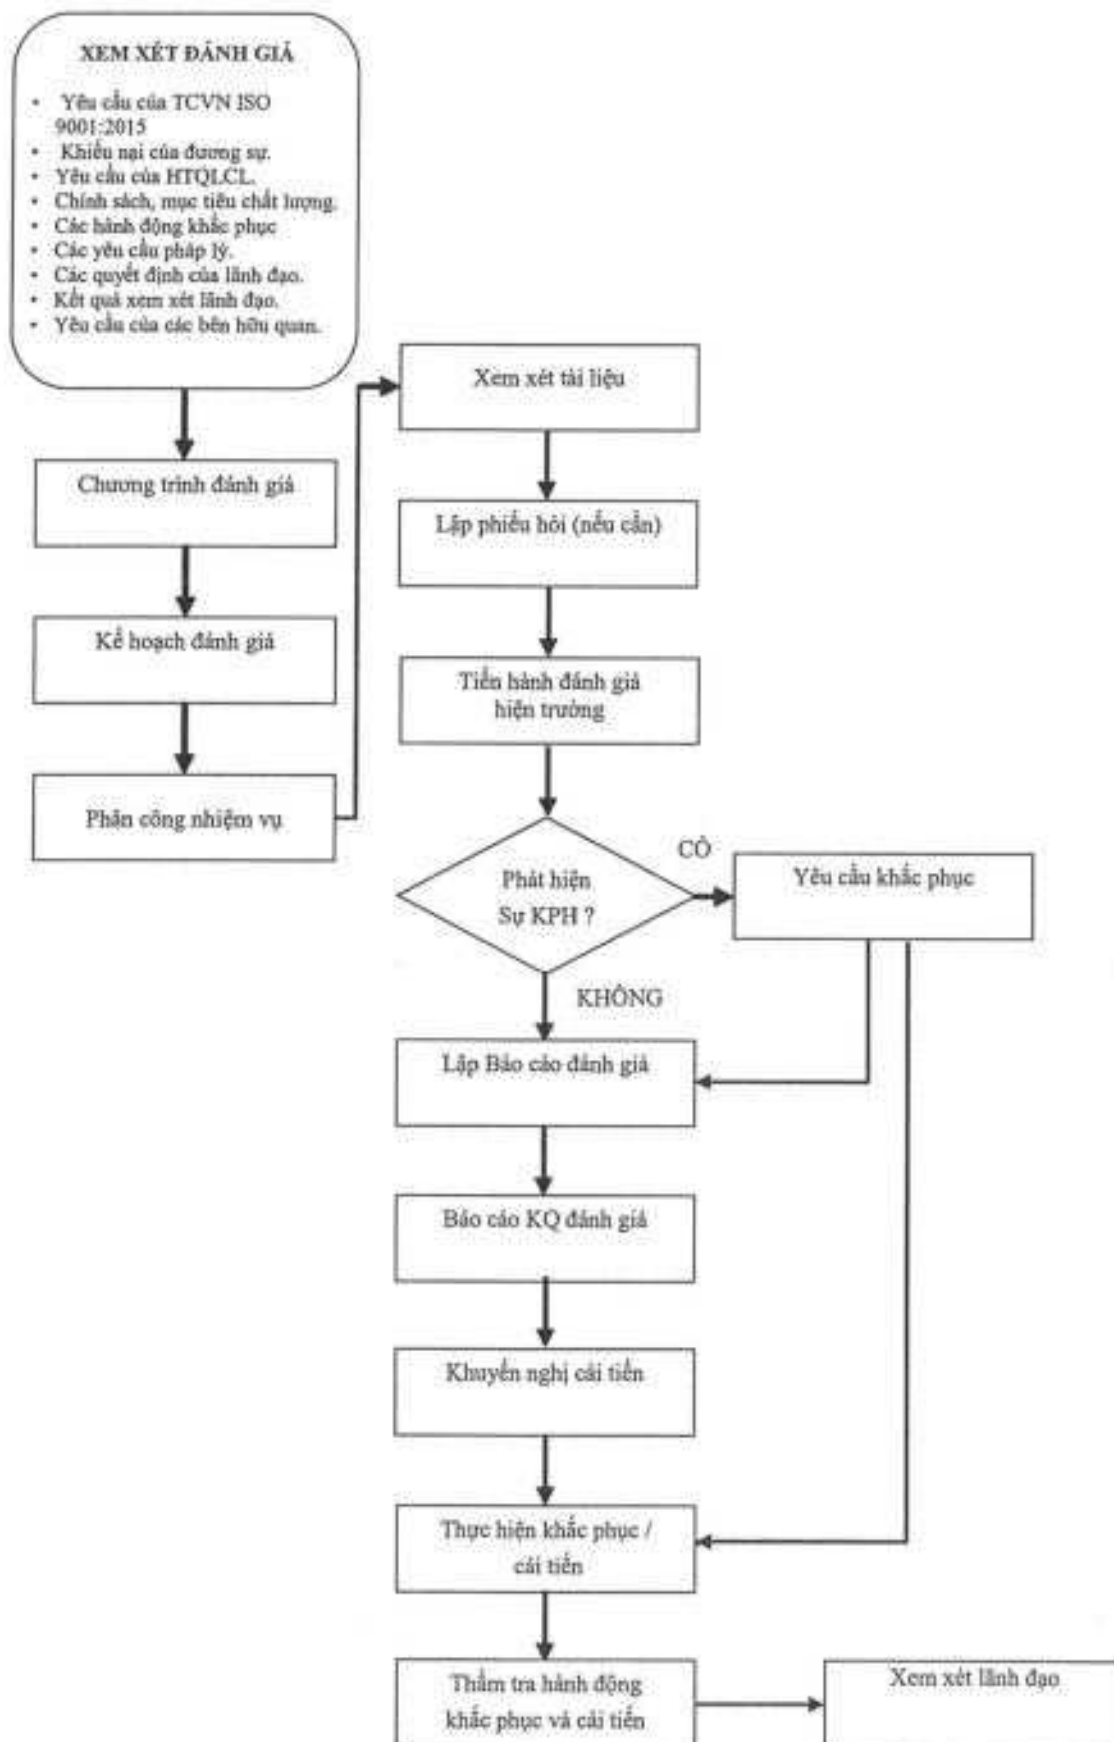 XEM XÉT ĐÁNH GIÁ
• Yêu cầu của TCVN ISO
9001:2015
• Khiếu nại của đương sự.
• Yêu cầu của HTQLCL.
• Chính sách, mục tiêu chất lượng.
• Các hành động khắc phục
• Các yêu cầu pháp lý.
• Các quyết định của lãnh đạo.
• Kết quả xem xét lãnh đạo.
• Yêu cầu của các bên hữu quan.
Chương trình đánh giá
Kế hoạch đánh giá
Phân công nhiệm vụ
Xem xét tài liệu
Lập phiếu hỏi (nếu cần)
Tiến hành đánh giá
hiện trường
Phát hiện
Sự KPH ?
CÓ
Yêu cầu khắc phục
KHÔNG
Lập Báo cáo đánh giá
Báo cáo KQ đánh giá
Khuyến nghị cải tiến
Thực hiện khắc phục /
cải tiến
Thẩm tra hành động
khắc phục và cải tiến
Xem xét lãnh đạo